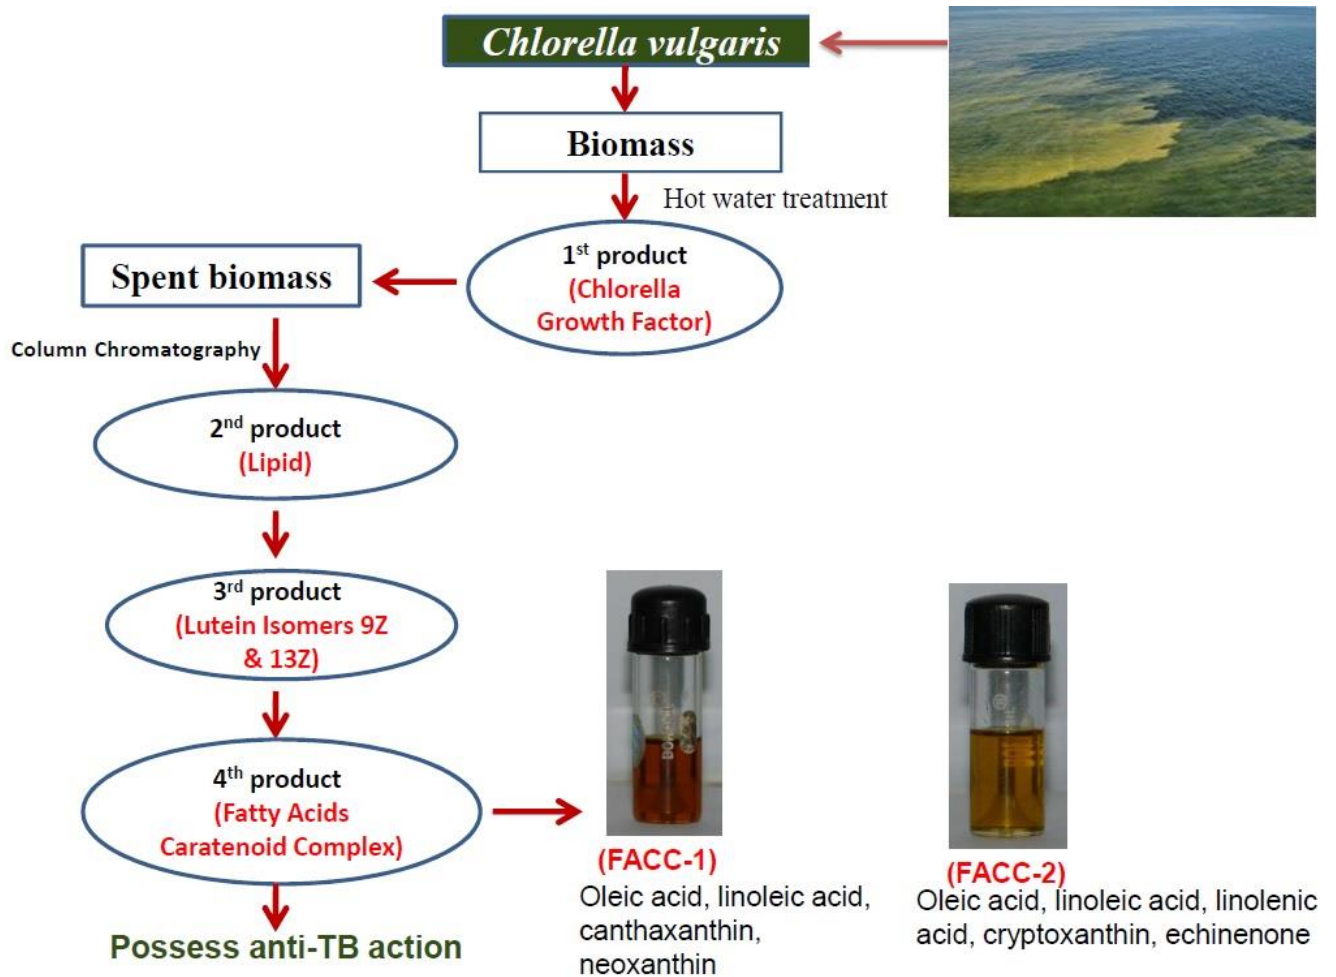 Chlorella vulgaris
Biomass
Hot water treatment
1st product
(Chlorella
Growth Factor)
Spent biomass
Column Chromatography
2nd product
(Lipid)
3rd product
(Lutein Isomers 9Z
& 13Z)
4th product
(Fatty Acids
Caratenoid Complex)
Possess anti-TB action
(FACC-1)
Oleic acid, linoleic acid,
canthaxanthin,
neoxanthin
(FACC-2)
Oleic acid, linoleic acid, linolenic
acid, cryptoxanthin, echinenone